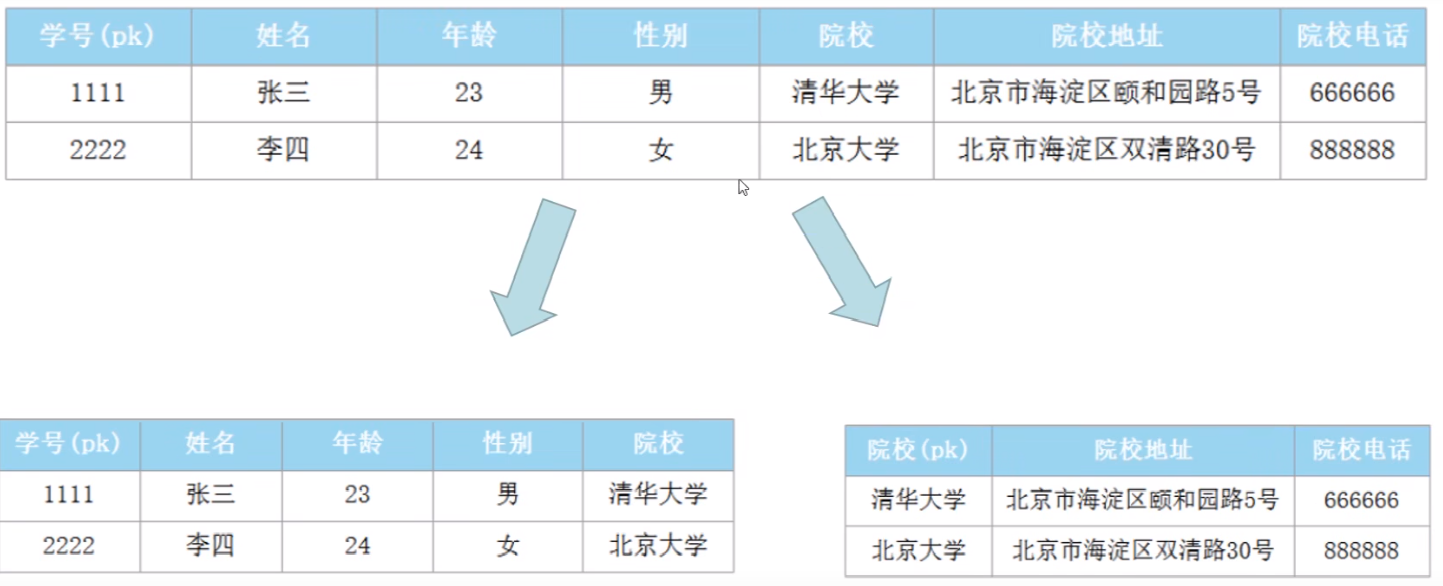 学号(pk) 姓名 年龄 性别 院校 院校地址 院校电话
1111 张三 23 男 清华大学 北京市海淀区颐和园路5号 666666
2222 李四 24 女 北京大学 北京市海淀区双清路30号 888888
学号(pk) 姓名 年龄 性别 院校
1111 张三 23 男 清华大学
2222 李四 24 女 北京大学
院校(pk) 院校地址 院校电话
清华大学 北京市海淀区颐和园路5号 666666
北京大学 北京市海淀区双清路30号 888888